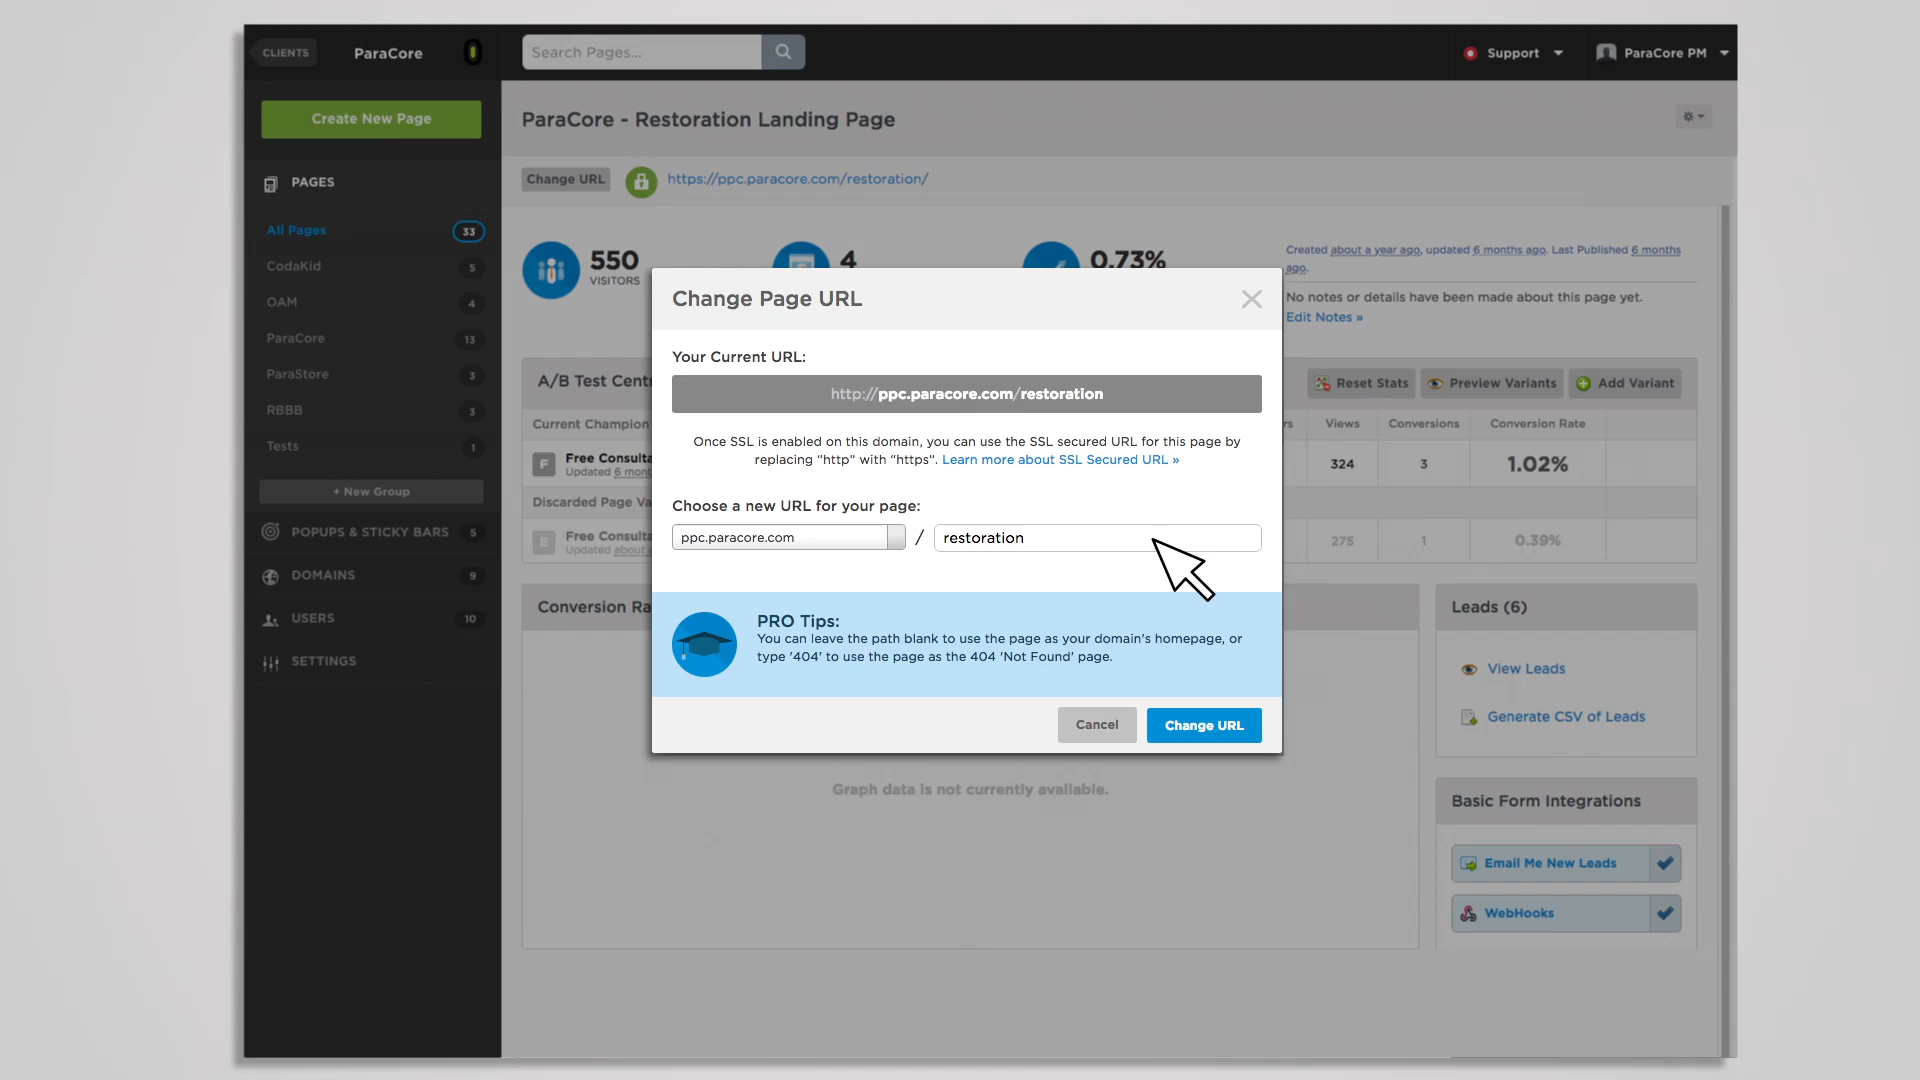 CLIENTS
ParaCore
Search Pages...
Support
ParaCore PM
Create New Page
PAGES
All Pages 33
CodaKid 5
OAM 4
ParaCore 13
ParaStore 3
RBBB 3
Tests 1
+ New Group
POPUPS & STICKY BARS 5
DOMAINS 9
USERS 10
SETTINGS
ParaCore - Restoration Landing Page
Change URL
https://ppc.paracore.com/restoration/
550
VISITORS
4
0.73%
Created about a year ago, updated 6 months ago. Last Published 6 months
ago.
No notes or details have been made about this page yet.
Edit Notes »
Change Page URL
Your Current URL:
http://ppc.paracore.com/restoration
Once SSL is enabled on this domain, you can use the SSL secured URL for this page by
replacing “http” with “https”. Learn more about SSL Secured URL »
Choose a new URL for your page:
ppc.paracore.com / restoration
PRO Tips:
You can leave the path blank to use the page as your domain's homepage, or
type '404' to use the page as the 404 'Not Found' page.
Cancel
Change URL
A/B Test Cent
Reset Stats
Preview Variants
Add Variant
Current Champion
Views Conversions Conversion Rate
F
Free Consulta
Updated 6 mont
324 3 1.02%
Discarded Page Va
E
Free Consulta
Updated about
275 1 0.39%
Conversion Ra
Graph data is not currently available.
Leads (6)
View Leads
Generate CSV of Leads
Basic Form Integrations
Email Me New Leads
WebHooks